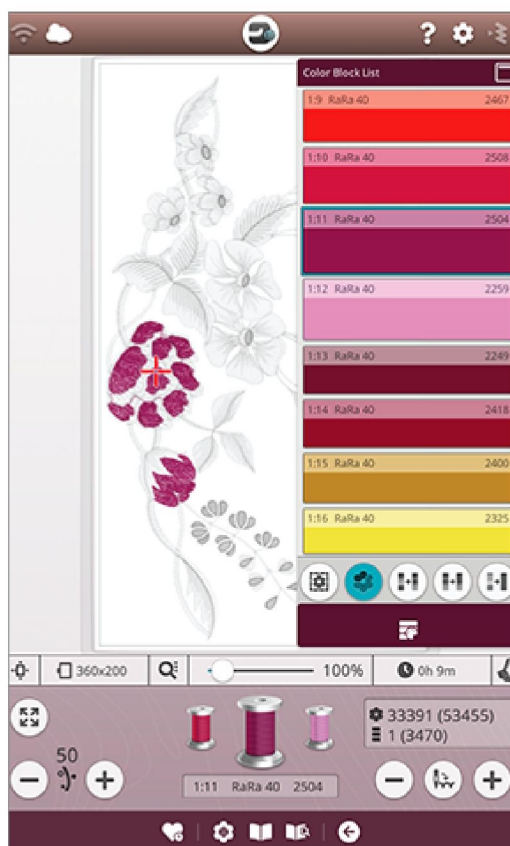 ?
Color Block List
1:9 RaRa 40 2467
1:10 RaRa 40 2508
1:11 RaRa 40 2504
1:12 RaRa 40 2259
1:13 RaRa 40 2249
1:14 RaRa 40 2418
1:15 RaRa 40 2400
1:16 RaRa 40 2325
360x200 100% 0h 9m
33391 (53455)
1 (3470)
50
1:11 RaRa 40 2504